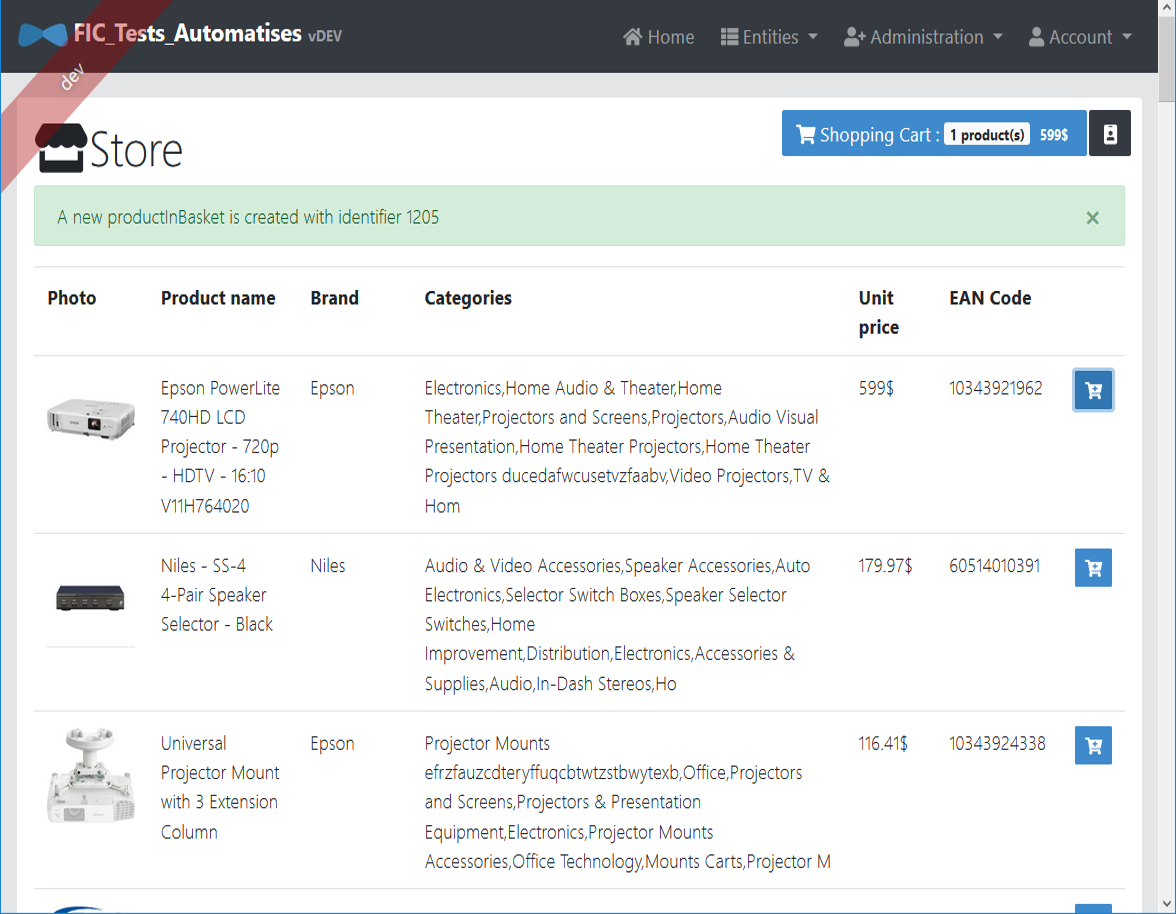 FIC_Tests_Automatises vDEV
Home
Entities
Administration
Account
dev
Store
Shopping Cart : 1 product(s) 599$
A new productInBasket is created with identifier 1205
×
Photo
Product name
Brand
Categories
Unit
price
EAN Code
Epson PowerLite
740HD LCD
Projector - 720p
- HDTV - 16:10
V11H764020
Epson
Electronics,Home Audio & Theater,Home
Theater,Projectors and Screens,Projectors,Audio Visual
Presentation,Home Theater Projectors,Home Theater
Projectors ducedafwcusetvzfaabv,Video Projectors,TV &
Hom
599$
10343921962
Niles - SS-4
4-Pair Speaker
Selector - Black
Niles
Audio & Video Accessories,Speaker Accessories,Auto
Electronics,Selector Switch Boxes,Speaker Selector
Switches,Home
Improvement,Distribution,Electronics,Accessories &
Supplies,Audio,In-Dash Stereos,Ho
179.97$
60514010391
Universal
Projector Mount
with 3 Extension
Column
Epson
Projector Mounts
efrzfauzcdteryffuqcbtwtzstbwytexb,Office,Projectors
and Screens,Projectors & Presentation
Equipment,Electronics,Projector Mounts
Accessories,Office Technology,Mounts Carts,Projector M
116.41$
10343924338